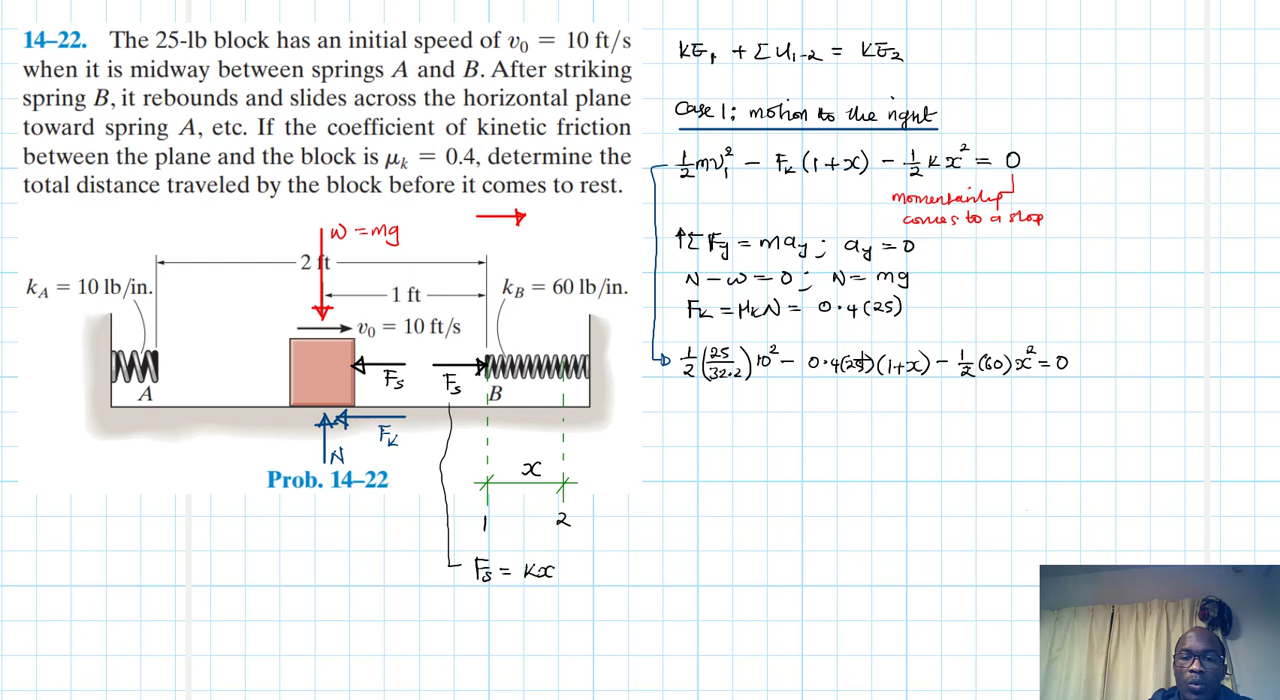 14–22. The 25-lb block has an initial speed of v₀ = 10 ft/s
when it is midway between springs A and B. After striking
spring B, it rebounds and slides across the horizontal plane
toward spring A, etc. If the coefficient of kinetic friction
between the plane and the block is μₖ = 0.4, determine the
total distance traveled by the block before it comes to rest.
W = mg
2 ft
kA = 10 lb/in.
1 ft
kB = 60 lb/in.
v₀ = 10 ft/s
Fs
Fs
A
B
Fk
N
Prob. 14–22
x
1
2
Fs = kx
KE₁ + ΣU₁₋₂ = KE₂
Case 1; motion to the right
½mv₁² − Fk(1+x) − ½kx² = 0
momentarily
comes to a stop
↑ΣFy = may; ay = 0
N − W = 0; N = mg
Fk = μkN = 0.4(25)
½(25/32.2)10² − 0.4(25)(1+x) − ½(60)x² = 0